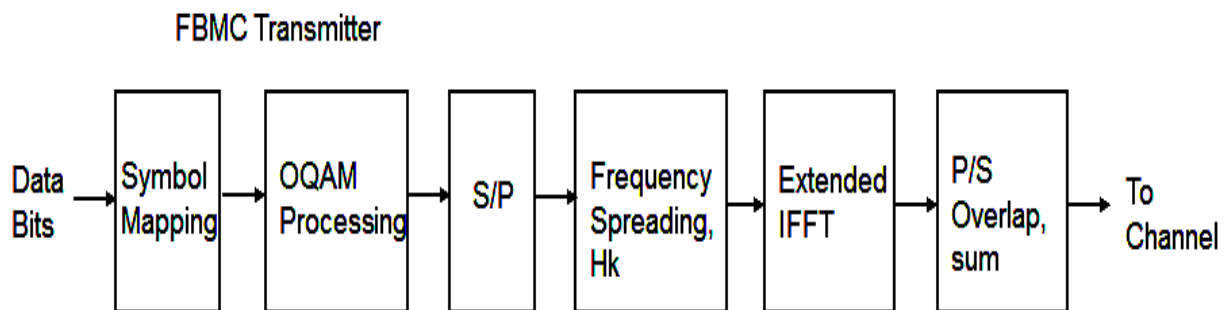 FBMC Transmitter
Data
Bits
Symbol
Mapping
OQAM
Processing
S/P
Frequency
Spreading,
Hk
Extended
IFFT
P/S
Overlap,
sum
To
Channel